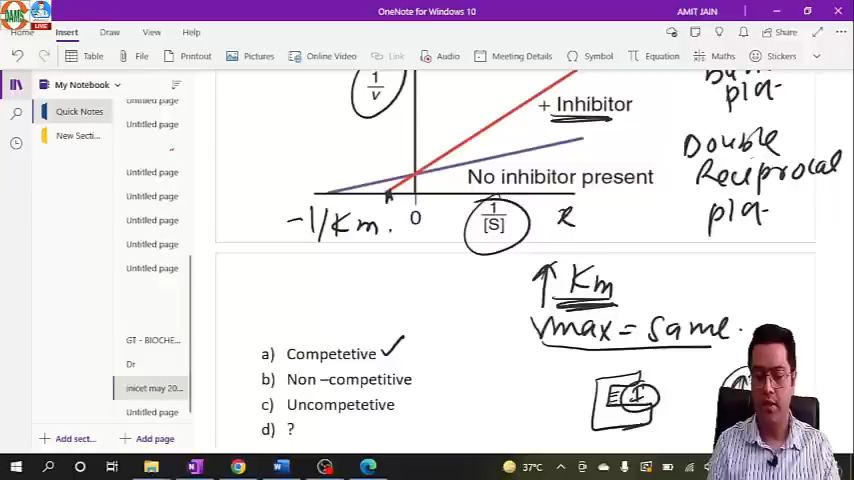 DAMS
LIVE
OneNote for Windows 10
AMIT JAIN
Home
Insert
Draw
View
Help
Share
Table
File
Printout
Pictures
Online Video
Link
Audio
Meeting Details
Symbol
Equation
Maths
Stickers
My Notebook
Quick Notes
New Secti...
Untitled page
Untitled page
Untitled page
Untitled page
Untitled page
Untitled page
Untitled page
GT - BIOCHE...
Dr
inicet may 20...
Untitled page
Add sect...
Add page
1
v
+ Inhibitor
No inhibitor present
-1/Km.
0
1
[S]
x
Double
Reciprocal
plot
↑ Km
Vmax = same.
a) Competetive ✓
b) Non –competitive
c) Uncompetetive
d) ?
I
37°C